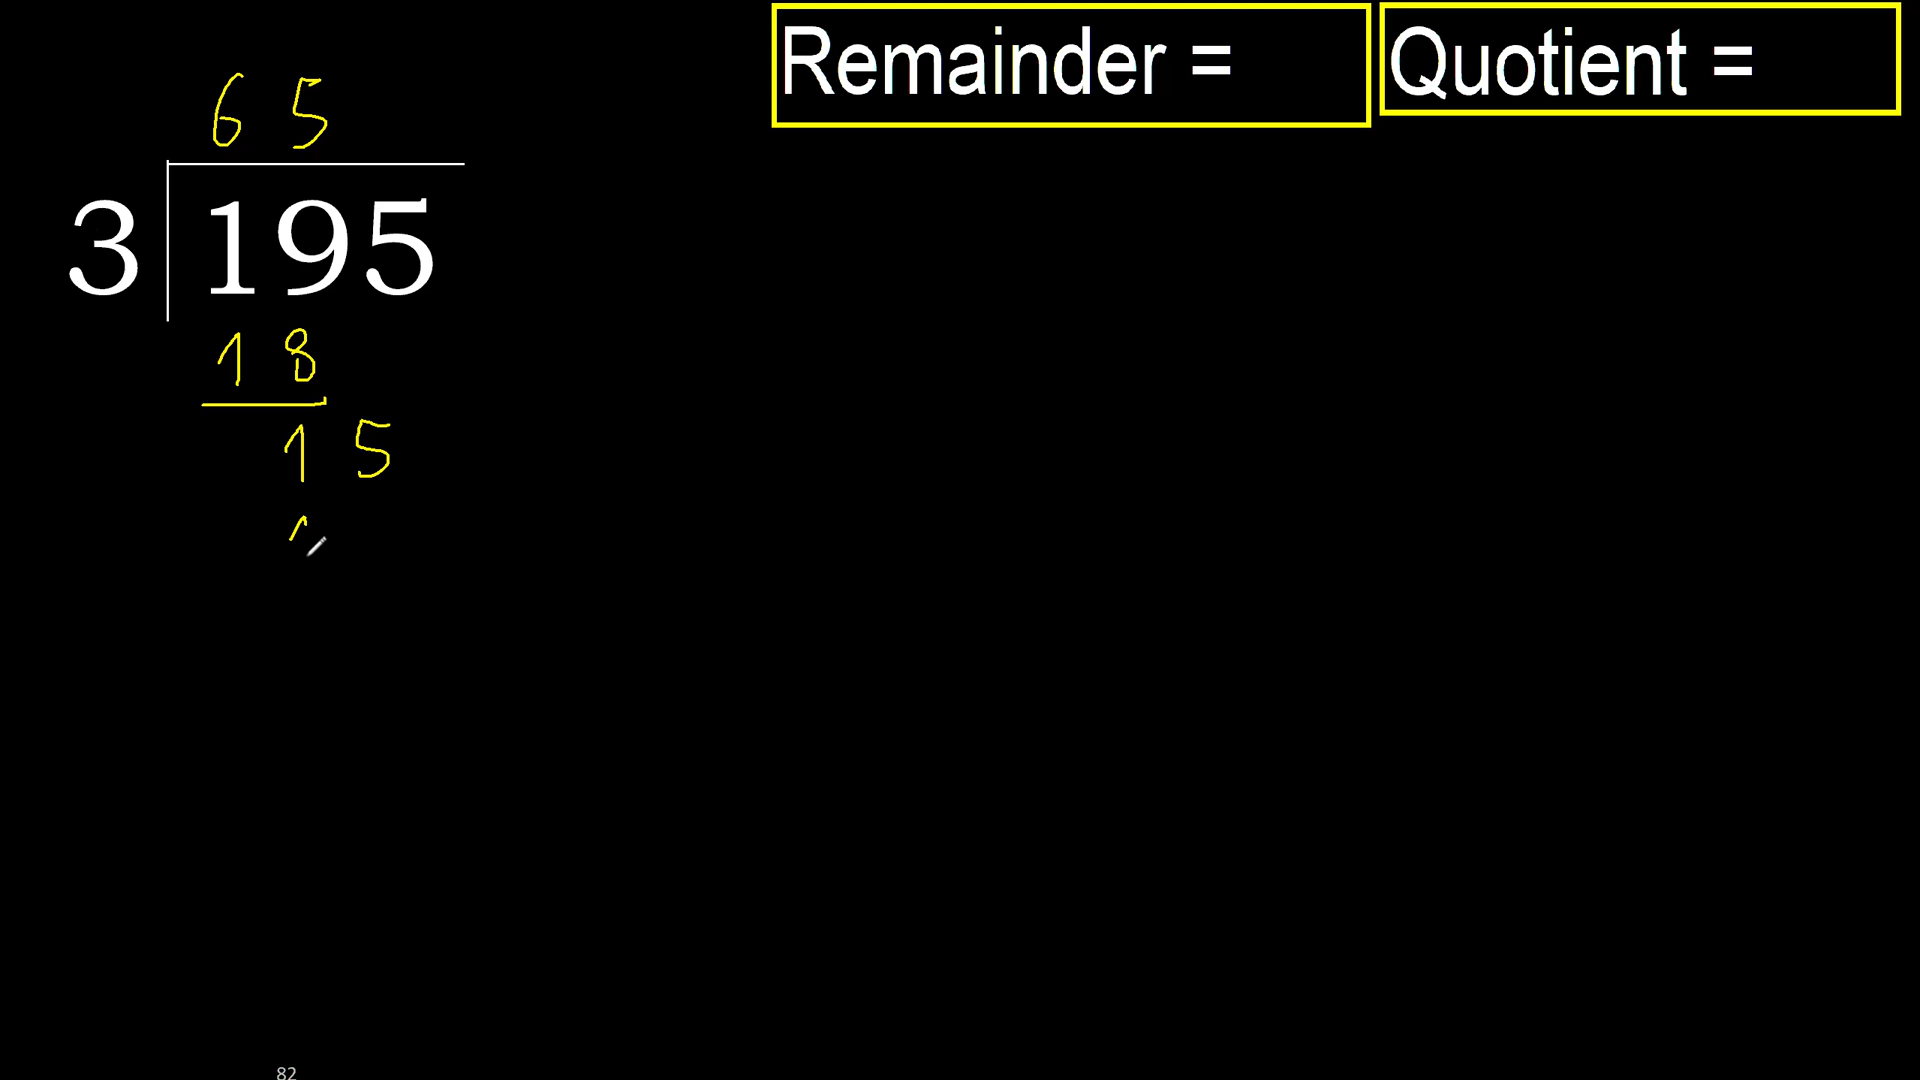 Remainder =
Quotient =
6 5
3 195
1 8
1 5
82